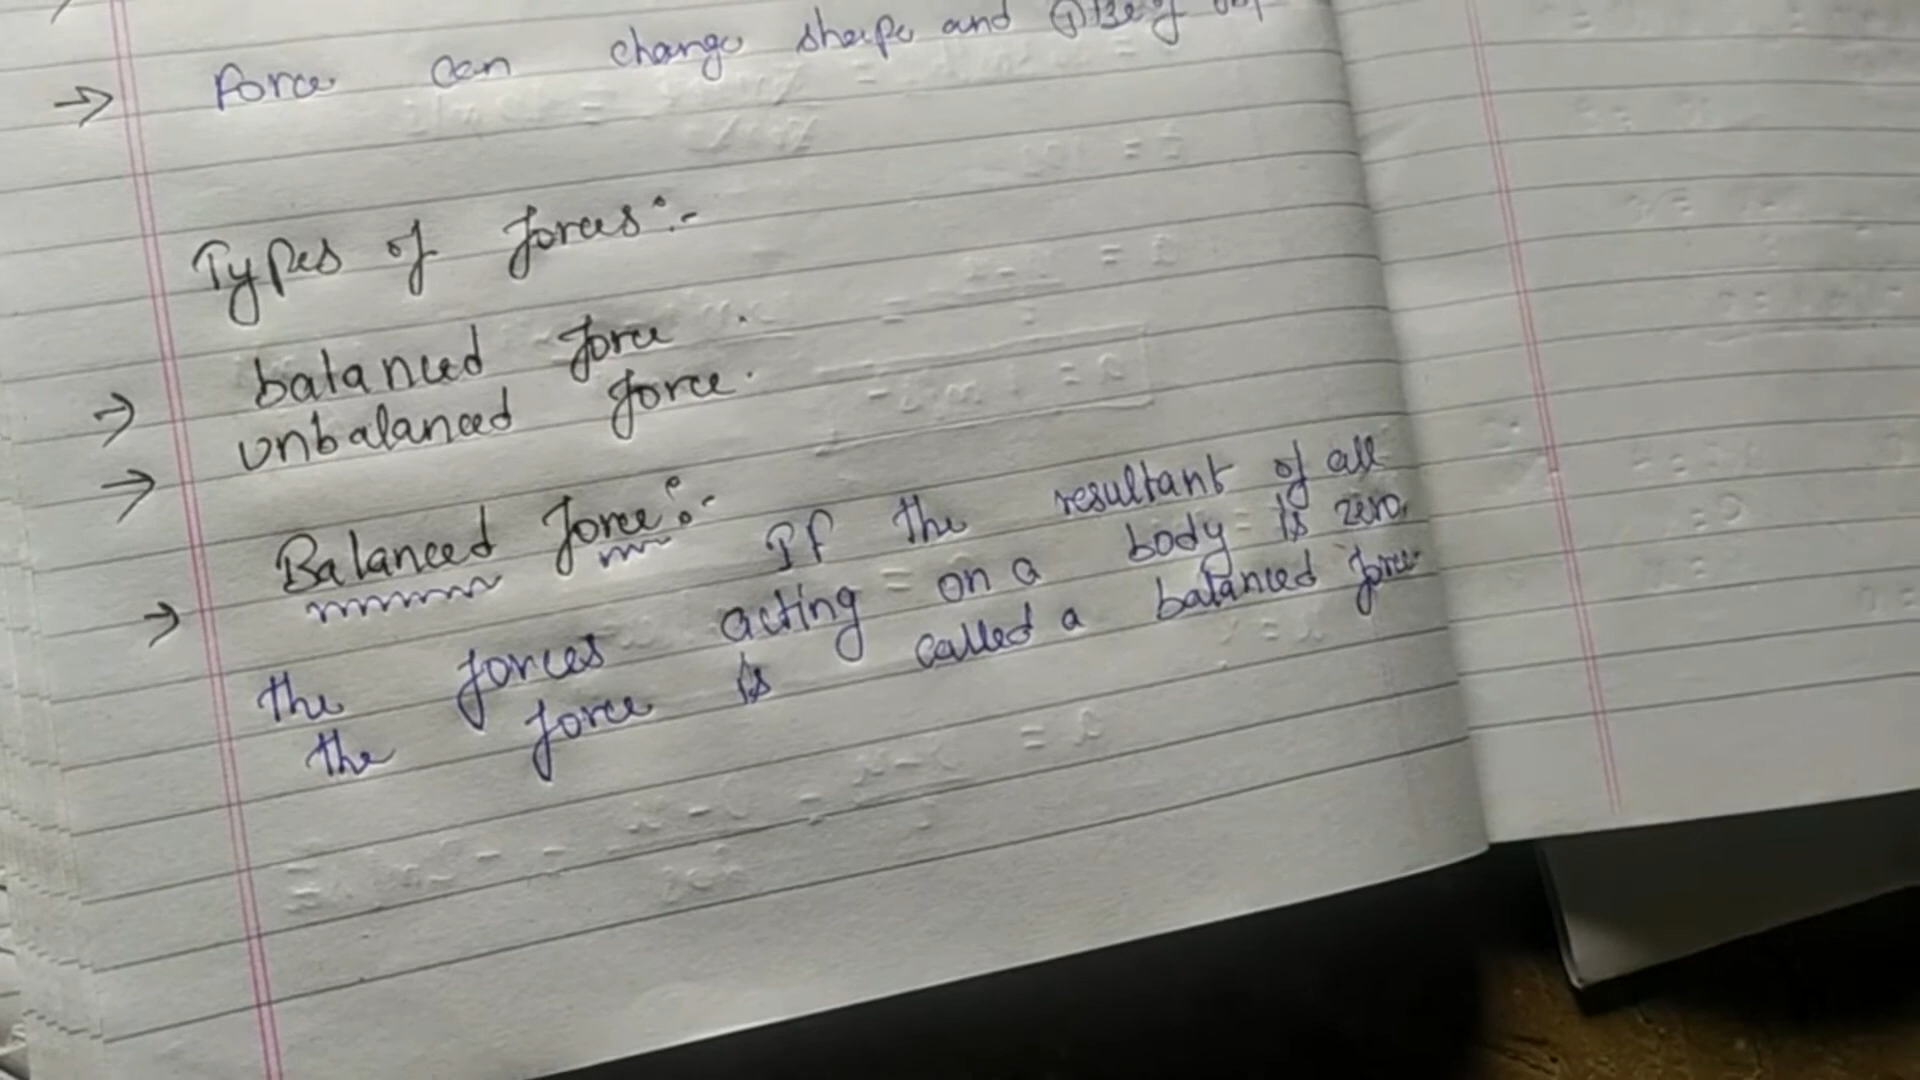 → Force can change shape and
Types of forces:-
→ balanced force
→ unbalanced force.
→ Balanced force:- If the resultant of all
the forces acting on a body is zero,
the force is called a balanced force